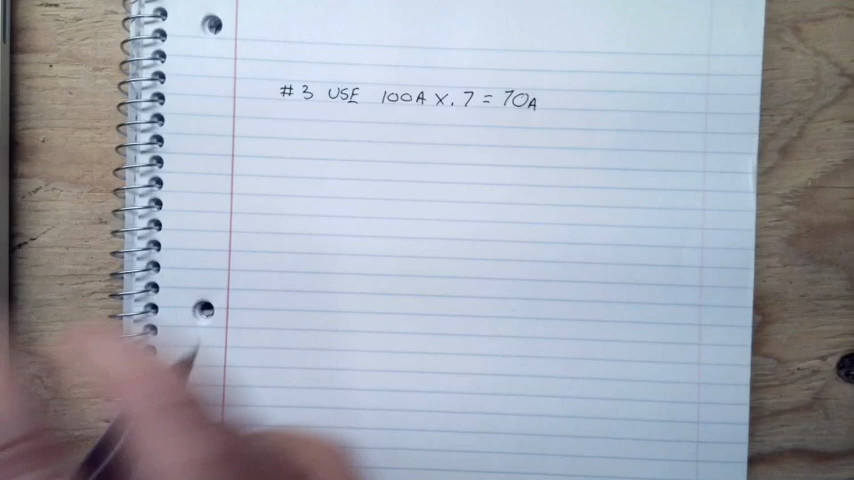 #3 USE 100A X .7 = 70A